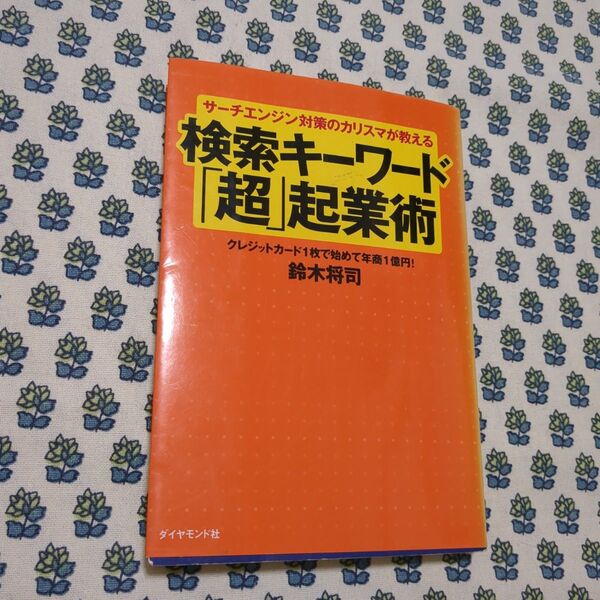 サーチエンジン対策のカリスマが教える
検索キーワード
「超」起業術
クレジットカード1枚で始めて年商1億円!
鈴木将司
ダイヤモンド社